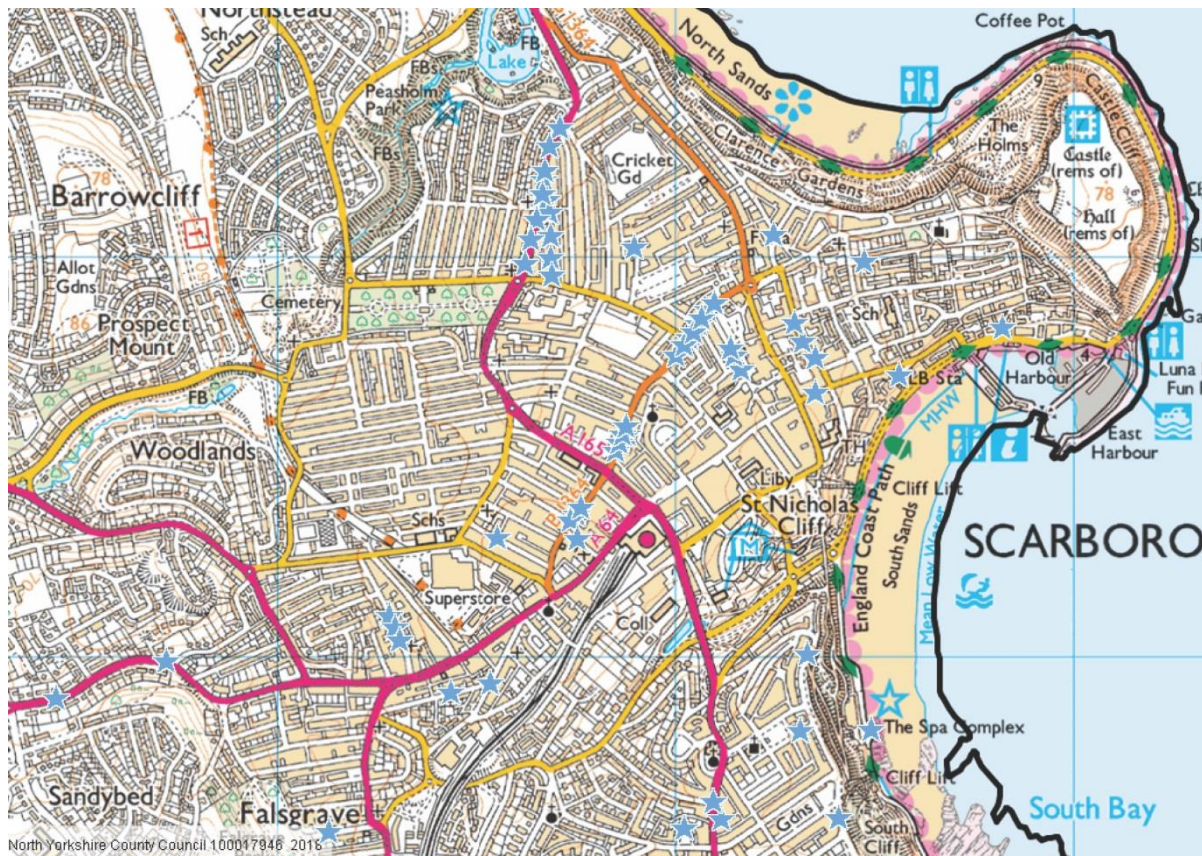 Northstead
Sch
Coffee Pot
FB
Lake
FBs
Peasholm
Park
North Sands
9
Castle Cliff
The
Holms
Clarence
Gardens
FBs
Cricket
Gd
Castle
(rems of)
78
78
Barrowcliff
Hall
(rems of)
Allot
Gdns
Cemetery
86
Prospect
Mount
Sch
Old
Harbour
4
Luna
LB Sta
MHW
FB
East
Harbour
Woodlands
A165
TH
Liby
Cliff Lift
St Nicholas
Cliff
England Coast Path
South Sands
Mean Low Water
SCARBORO
Schs
A164
Superstore
Coll
The Spa Complex
Cliff Lift
Sandybed
Falsgrave
Gdns
South Bay
South
Cliff
North Yorkshire County Council 100017946 2018